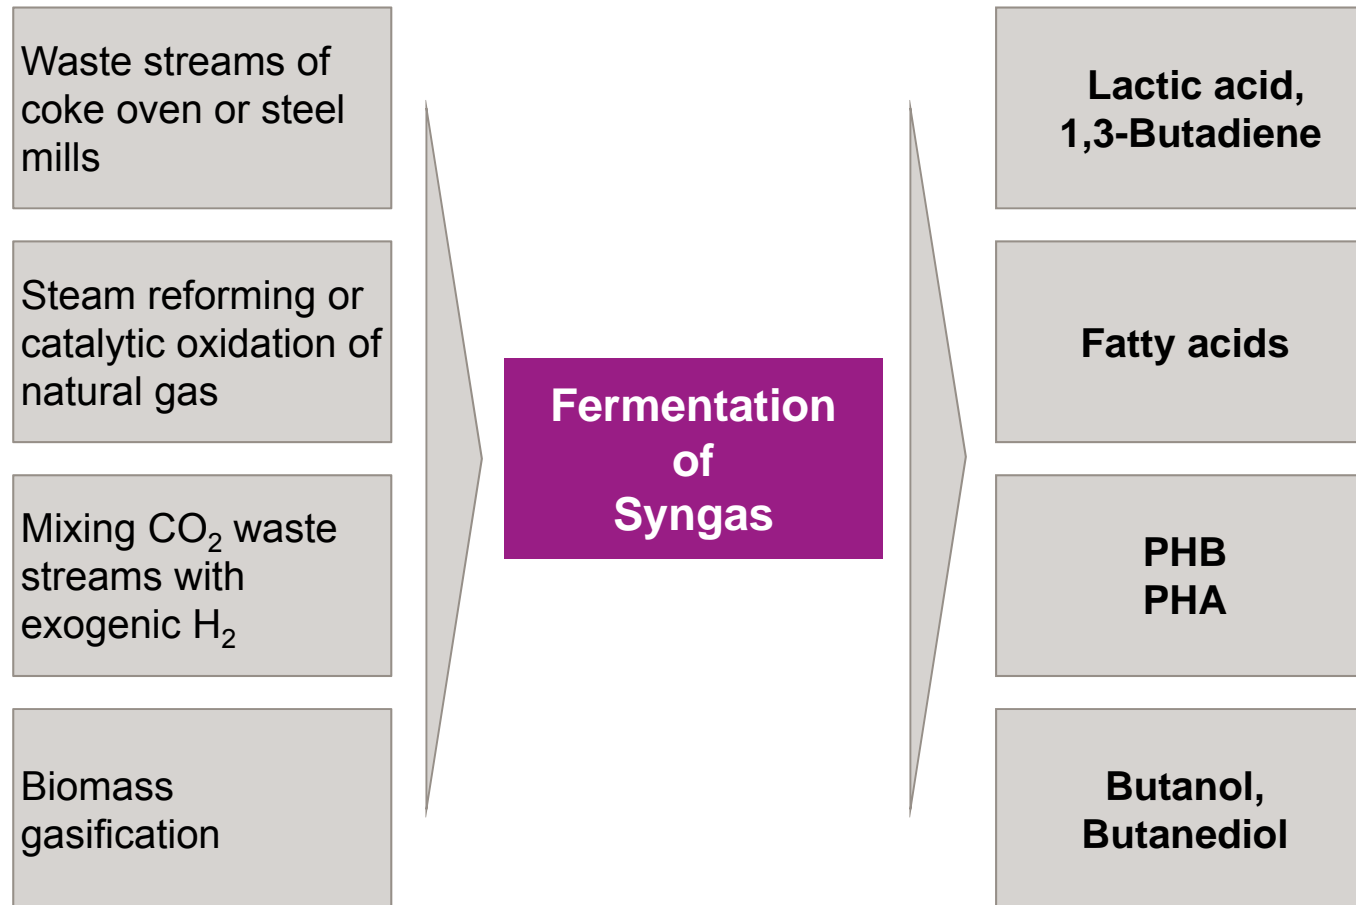 Waste streams of
coke oven or steel
mills
Steam reforming or
catalytic oxidation of
natural gas
Mixing CO₂ waste
streams with
exogenic H₂
Biomass
gasification
Fermentation
of
Syngas
Lactic acid,
1,3-Butadiene
Fatty acids
PHB
PHA
Butanol,
Butanediol